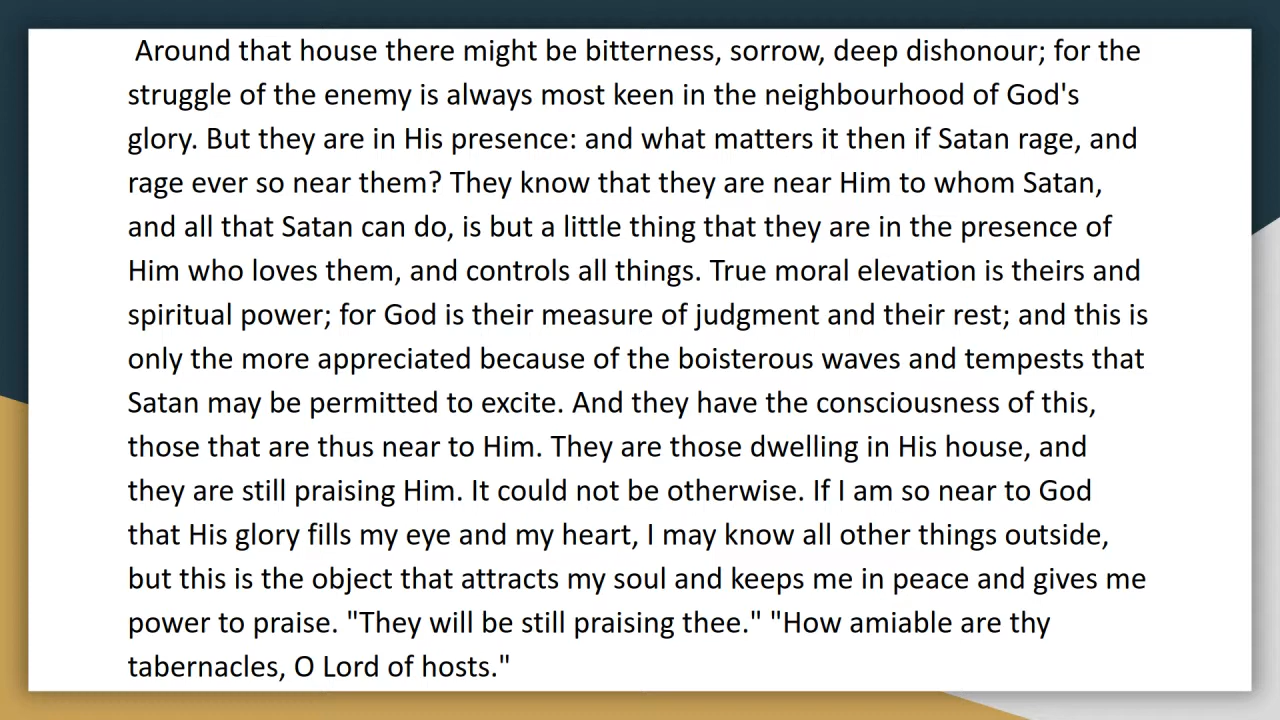 Around that house there might be bitterness, sorrow, deep dishonour; for the
struggle of the enemy is always most keen in the neighbourhood of God's
glory. But they are in His presence: and what matters it then if Satan rage, and
rage ever so near them? They know that they are near Him to whom Satan,
and all that Satan can do, is but a little thing that they are in the presence of
Him who loves them, and controls all things. True moral elevation is theirs and
spiritual power; for God is their measure of judgment and their rest; and this is
only the more appreciated because of the boisterous waves and tempests that
Satan may be permitted to excite. And they have the consciousness of this,
those that are thus near to Him. They are those dwelling in His house, and
they are still praising Him. It could not be otherwise. If I am so near to God
that His glory fills my eye and my heart, I may know all other things outside,
but this is the object that attracts my soul and keeps me in peace and gives me
power to praise. "They will be still praising thee." "How amiable are thy
tabernacles, O Lord of hosts."